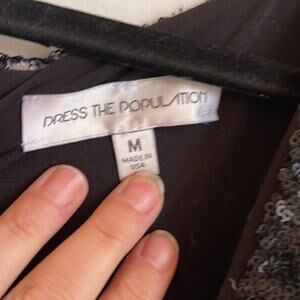 DRESS THE POPULATION
M
MADE IN
USA